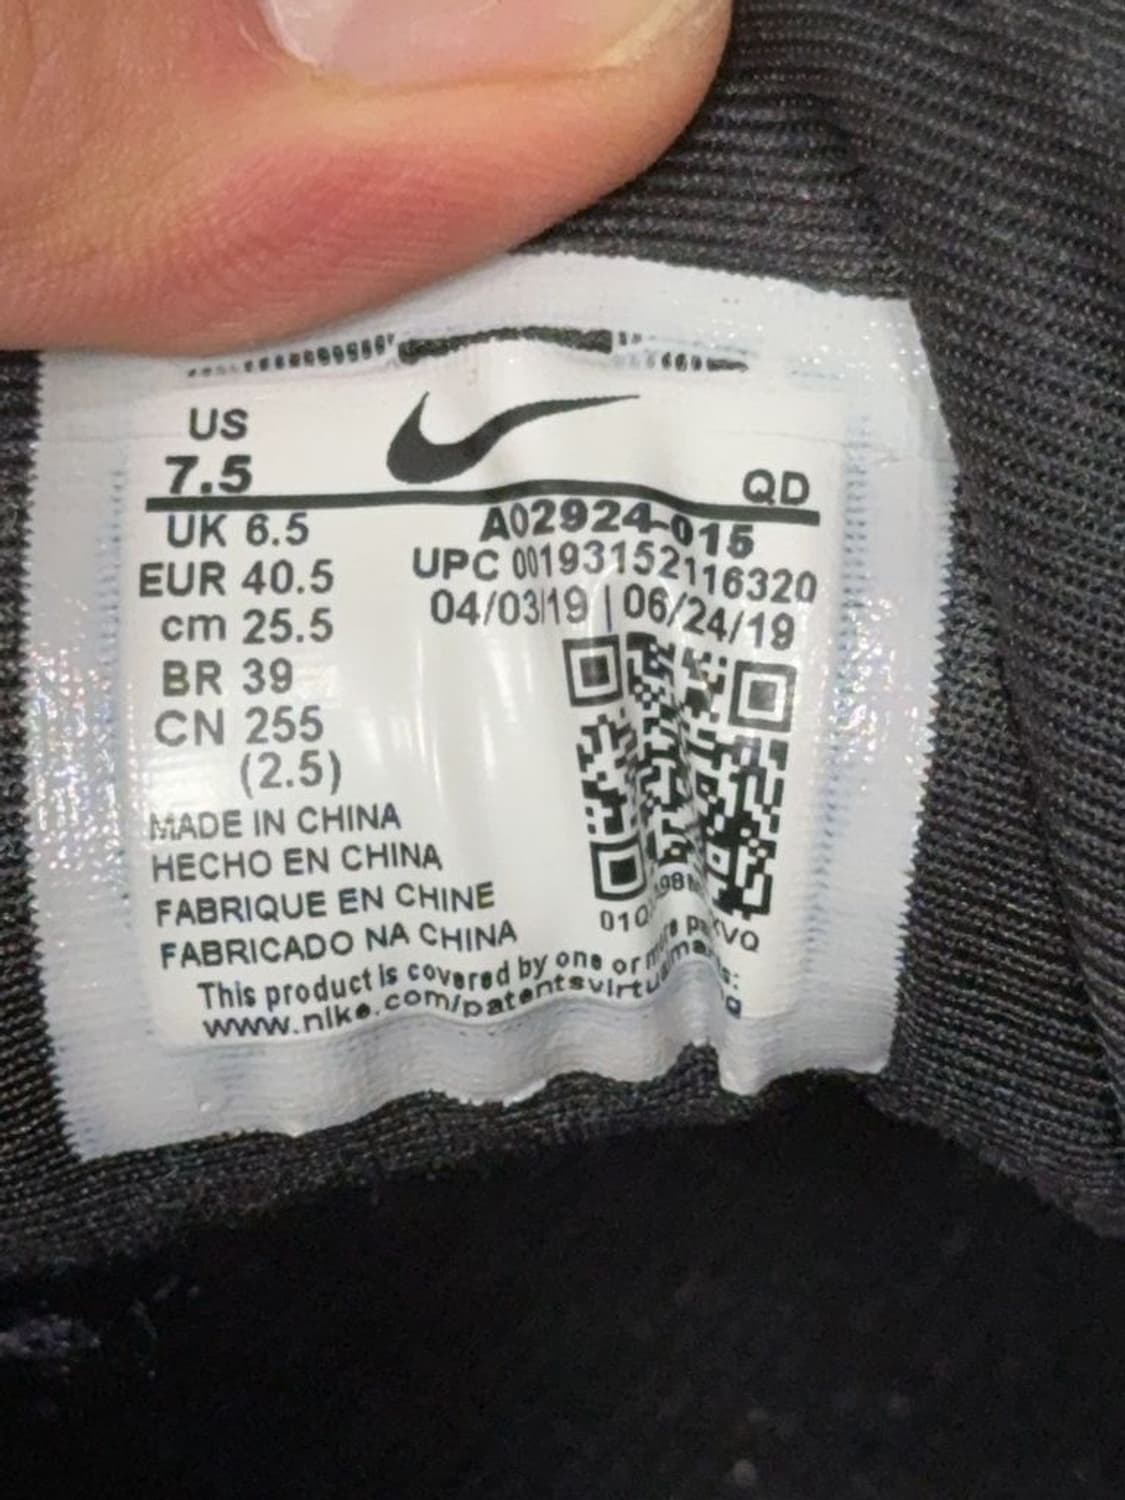 US
7.5
QD
UK 6.5
A02924-015
EUR 40.5
UPC 00193152116320
cm 25.5
04/03/19 | 06/24/19
BR 39
CN 255
(2.5)
MADE IN CHINA
HECHO EN CHINA
FABRIQUE EN CHINE
FABRICADO NA CHINA
This product is covered by one or
www.nike.com/patentsvirtu